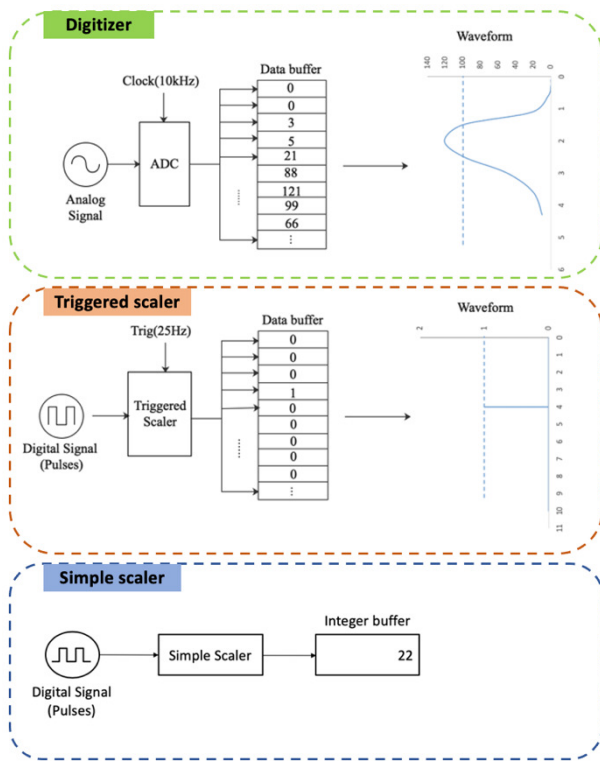 Digitizer
Clock(10kHz)
ADC
Analog
Signal
Data buffer
0
0
3
5
21
88
121
99
66
...
Waveform
140 120 100 80 60 40 20 0
0 1 2 3 4 5 6
Triggered scaler
Trig(25Hz)
Triggered
Scaler
Digital Signal
(Pulses)
Data buffer
0
0
0
1
0
0
0
0
0
...
Waveform
2 1 0
0 1 2 3 4 5 6 7 8 9 10 11
Simple scaler
Digital Signal
(Pulses)
Simple Scaler
Integer buffer
22